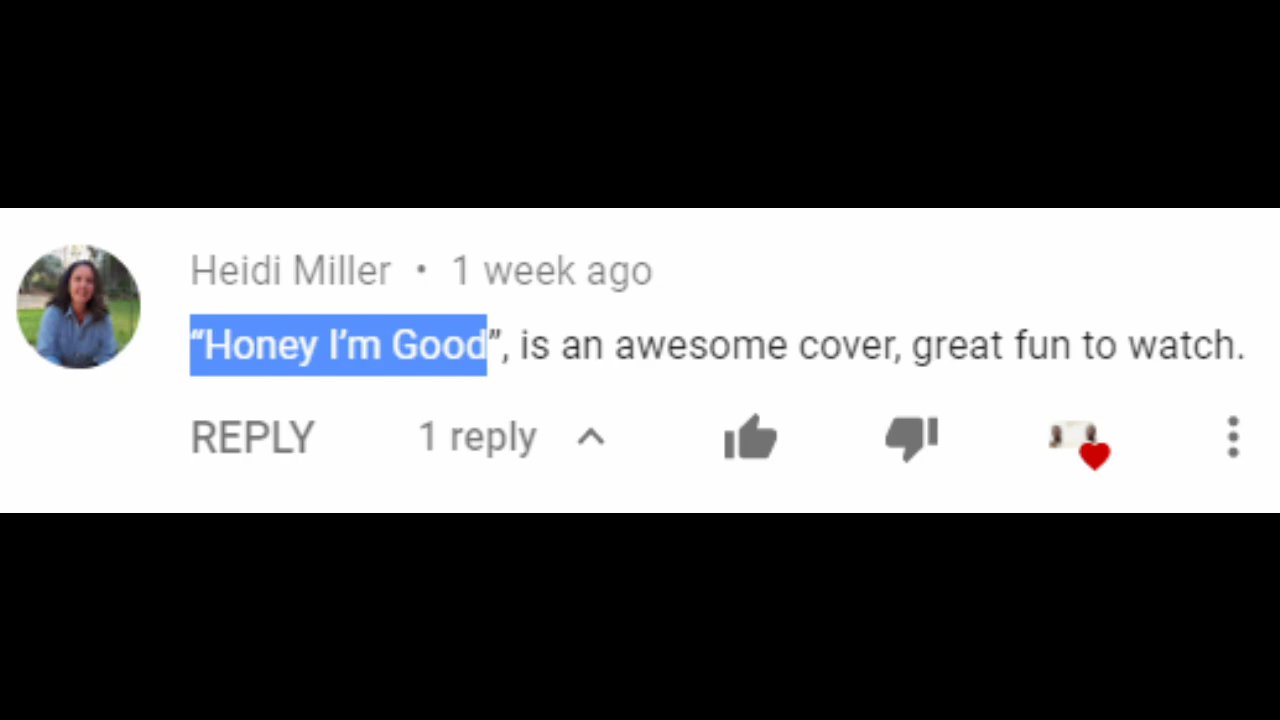 Heidi Miller • 1 week ago
“Honey I’m Good”, is an awesome cover, great fun to watch.
REPLY 1 reply